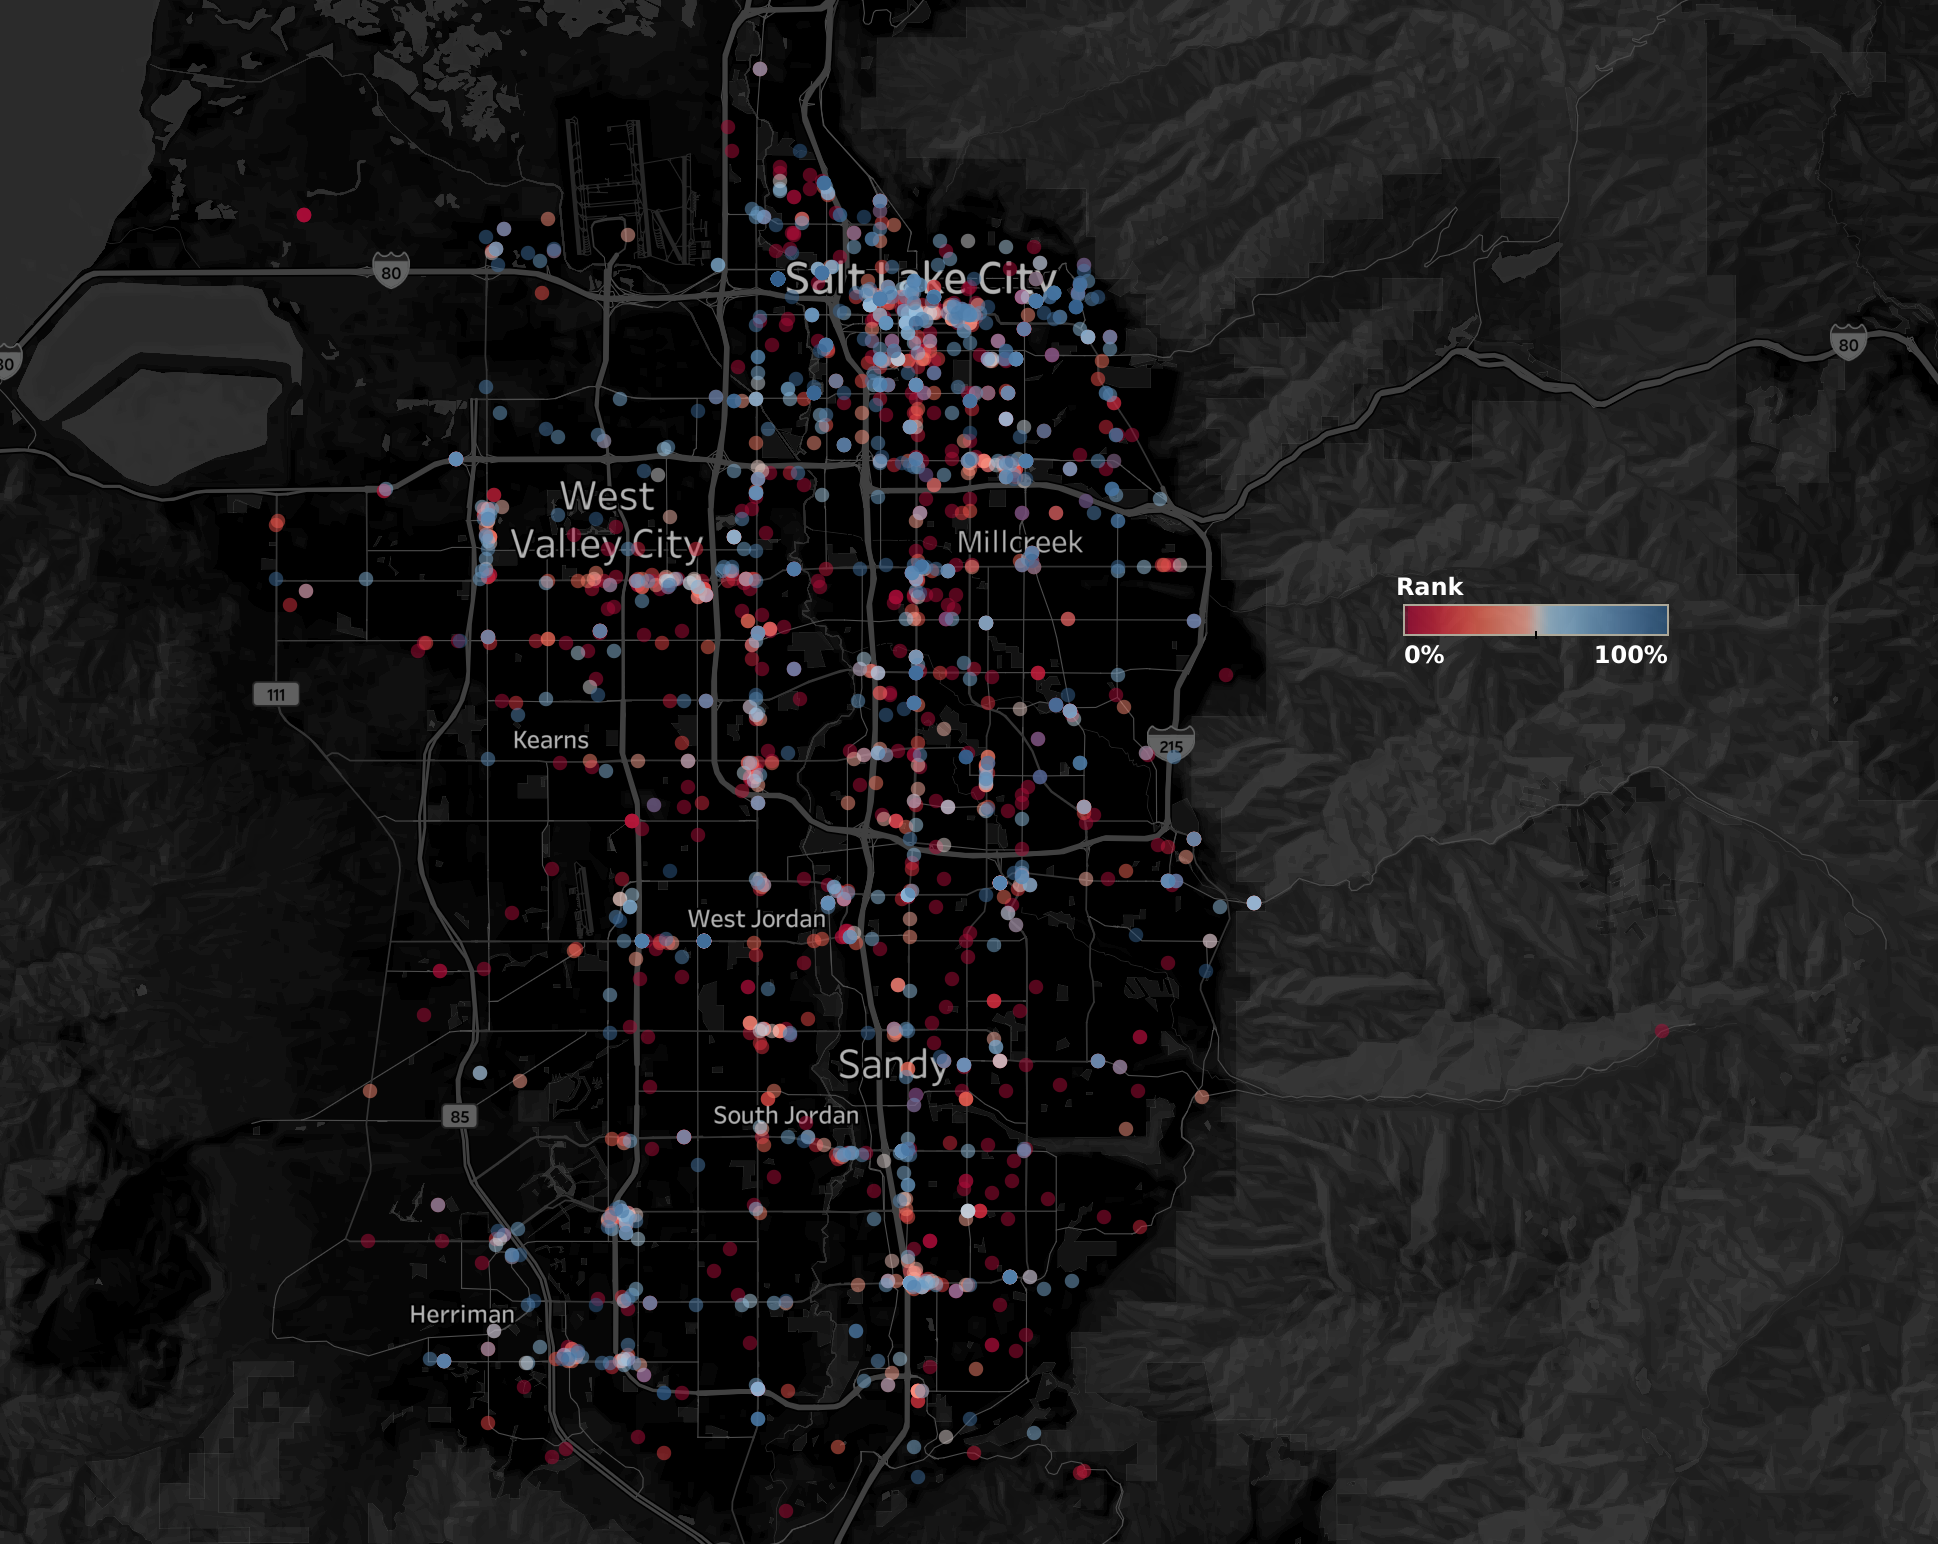 Salt Lake City
80
80
80
West
Valley City
Millcreek
Rank
0%
100%
111
Kearns
215
West Jordan
Sandy
85
South Jordan
Herriman